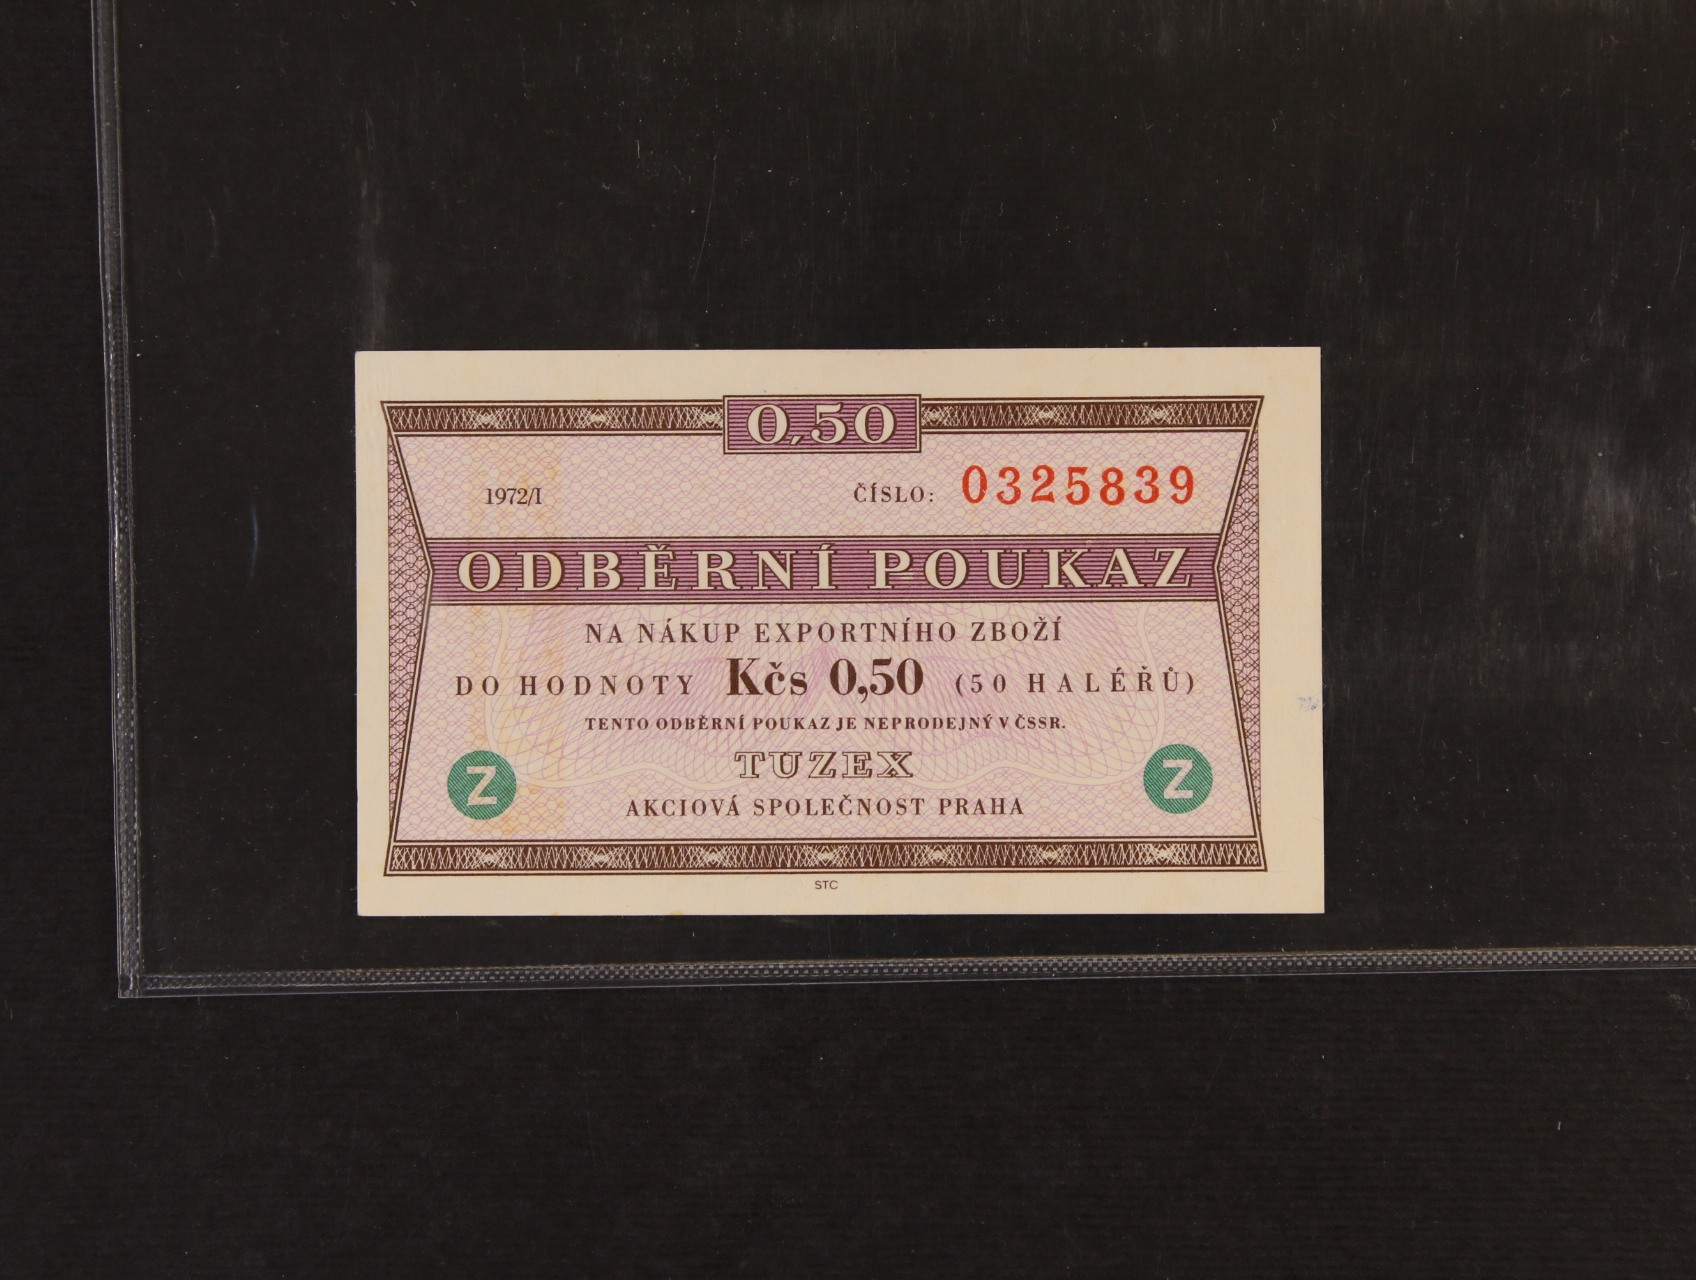 0,50
1972/I ČÍSLO: 0325839
ODBĚRNÍ POUKAZ
NA NÁKUP EXPORTNÍHO ZBOŽÍ
DO HODNOTY Kčs 0,50 (50 HALÉŘŮ)
TENTO ODBĚRNÍ POUKAZ JE NEPRODEJNÝ V ČSSR.
TUZEX
Z Z
AKCIOVÁ SPOLEČNOST PRAHA
STC